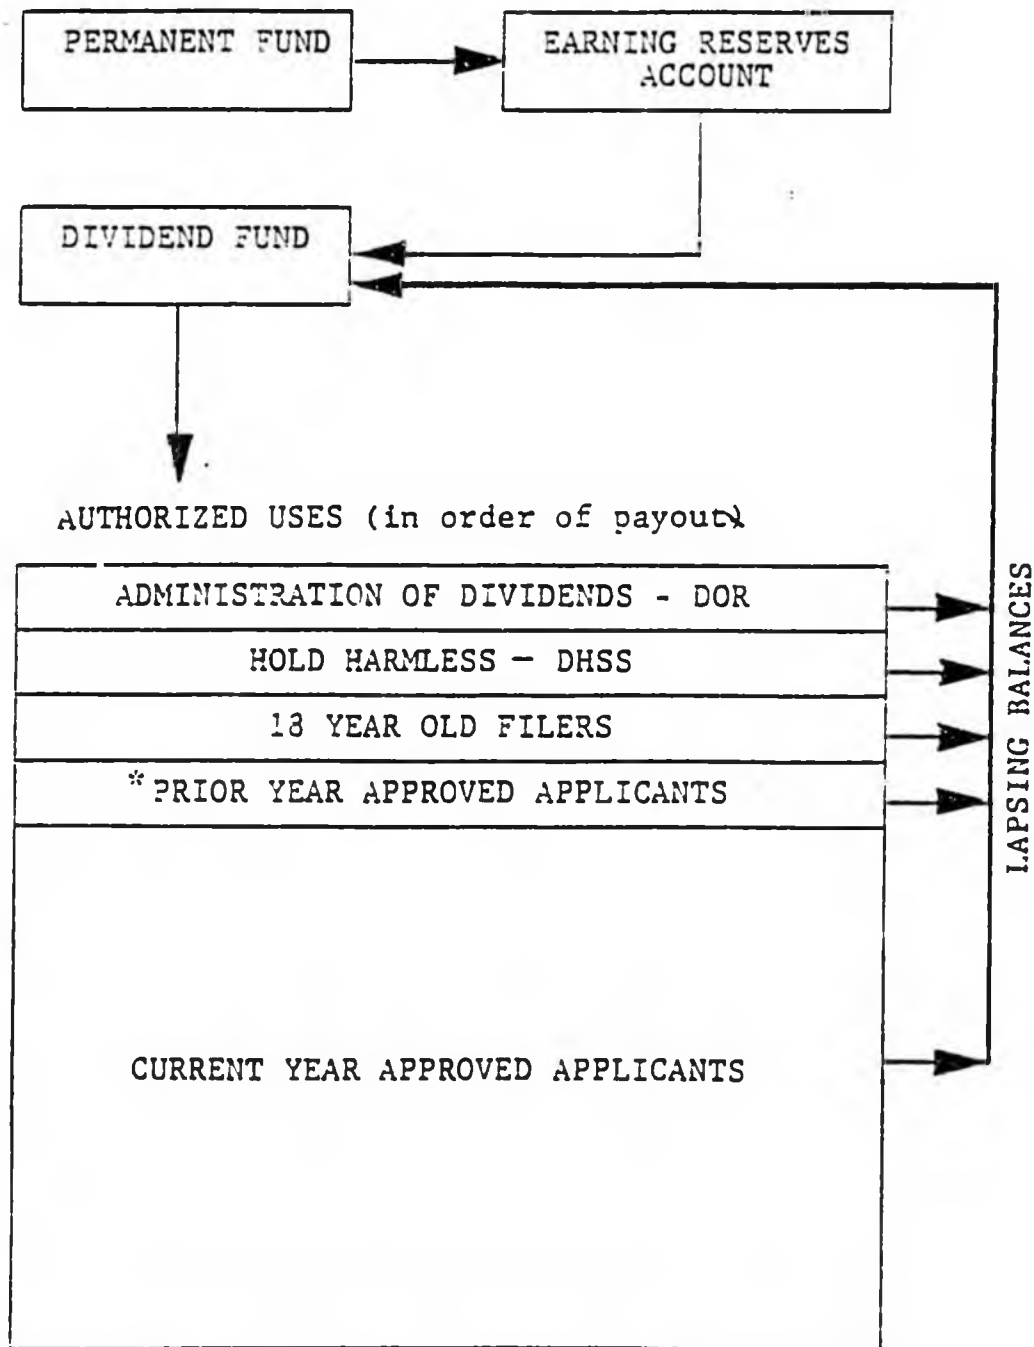 PERMANENT FUND
EARNING RESERVES
ACCOUNT
DIVIDEND FUND
AUTHORIZED USES (in order of payout)
ADMINISTRATION OF DIVIDENDS - DOR
HOLD HARMLESS - DHSS
18 YEAR OLD FILERS
*PRIOR YEAR APPROVED APPLICANTS
CURRENT YEAR APPROVED APPLICANTS
LAPSING BALANCES